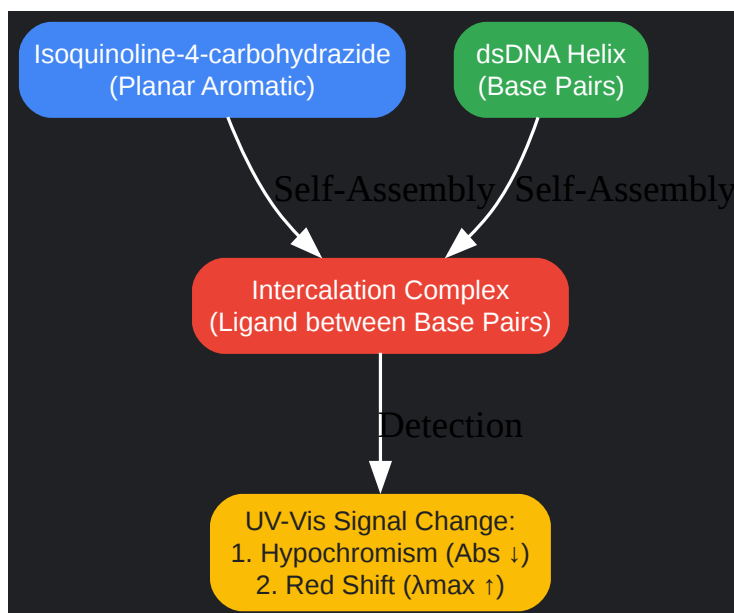 Isoquinoline-4-carbohydrazide
(Planar Aromatic)
dsDNA Helix
(Base Pairs)
Self-Assembly
Self-Assembly
Intercalation Complex
(Ligand between Base Pairs)
Detection
UV-Vis Signal Change:
1. Hypochromism (Abs ↓)
2. Red Shift (λmax ↑)